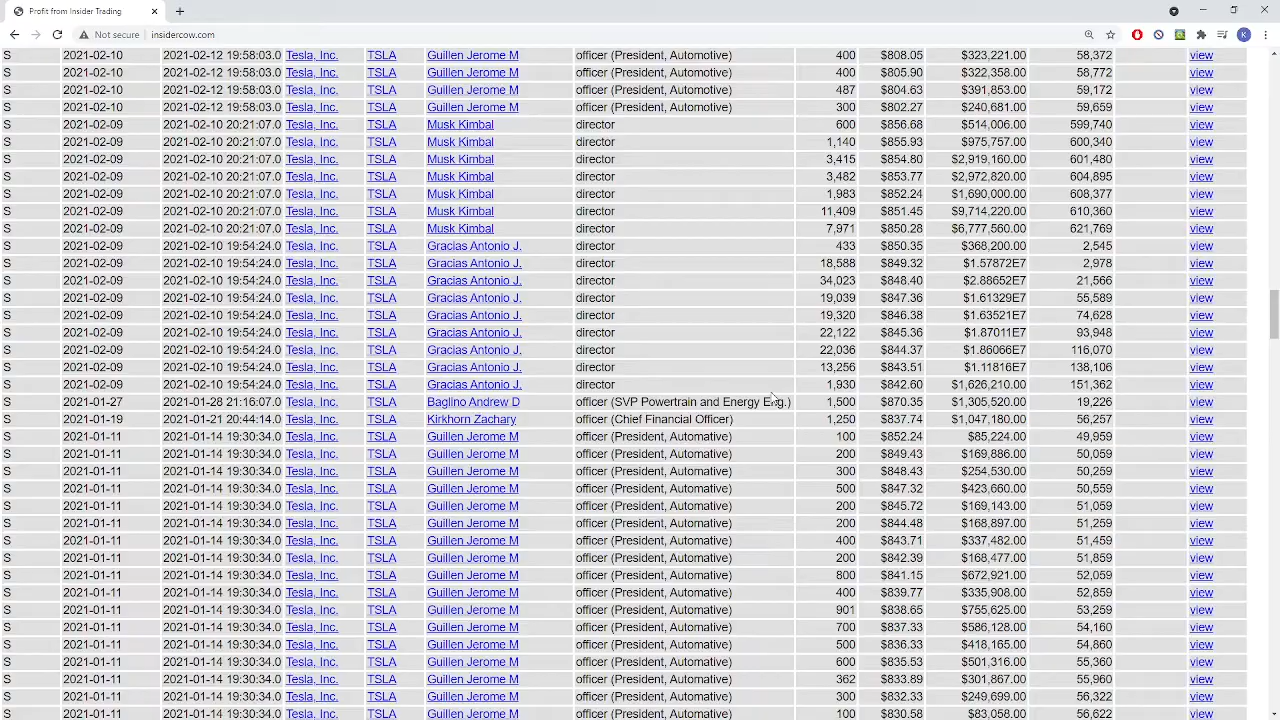 Profit from Insider Trading
Not secure insidercow.com
S 2021-02-10 2021-02-12 19:58:03.0 Tesla, Inc. TSLA Guillen Jerome M officer (President, Automotive) 400 $808.05 $323,221.00 58,372 view
S 2021-02-10 2021-02-12 19:58:03.0 Tesla, Inc. TSLA Guillen Jerome M officer (President, Automotive) 400 $805.90 $322,358.00 58,772 view
S 2021-02-10 2021-02-12 19:58:03.0 Tesla, Inc. TSLA Guillen Jerome M officer (President, Automotive) 487 $804.63 $391,853.00 59,172 view
S 2021-02-10 2021-02-12 19:58:03.0 Tesla, Inc. TSLA Guillen Jerome M officer (President, Automotive) 300 $802.27 $240,681.00 59,659 view
S 2021-02-09 2021-02-10 20:21:07.0 Tesla, Inc. TSLA Musk Kimbal director 600 $856.68 $514,006.00 599,740 view
S 2021-02-09 2021-02-10 20:21:07.0 Tesla, Inc. TSLA Musk Kimbal director 1,140 $855.93 $975,757.00 600,340 view
S 2021-02-09 2021-02-10 20:21:07.0 Tesla, Inc. TSLA Musk Kimbal director 3,415 $854.80 $2,919,160.00 601,480 view
S 2021-02-09 2021-02-10 20:21:07.0 Tesla, Inc. TSLA Musk Kimbal director 3,482 $853.77 $2,972,820.00 604,895 view
S 2021-02-09 2021-02-10 20:21:07.0 Tesla, Inc. TSLA Musk Kimbal director 1,983 $852.24 $1,690,000.00 608,377 view
S 2021-02-09 2021-02-10 20:21:07.0 Tesla, Inc. TSLA Musk Kimbal director 11,409 $851.45 $9,714,220.00 610,360 view
S 2021-02-09 2021-02-10 20:21:07.0 Tesla, Inc. TSLA Musk Kimbal director 7,971 $850.28 $6,777,560.00 621,769 view
S 2021-02-09 2021-02-10 19:54:24.0 Tesla, Inc. TSLA Gracias Antonio J. director 433 $850.35 $368,200.00 2,545 view
S 2021-02-09 2021-02-10 19:54:24.0 Tesla, Inc. TSLA Gracias Antonio J. director 18,588 $849.32 $1.57872E7 2,978 view
S 2021-02-09 2021-02-10 19:54:24.0 Tesla, Inc. TSLA Gracias Antonio J. director 34,023 $848.40 $2.88652E7 21,566 view
S 2021-02-09 2021-02-10 19:54:24.0 Tesla, Inc. TSLA Gracias Antonio J. director 19,039 $847.36 $1.61329E7 55,589 view
S 2021-02-09 2021-02-10 19:54:24.0 Tesla, Inc. TSLA Gracias Antonio J. director 19,320 $846.38 $1.63521E7 74,628 view
S 2021-02-09 2021-02-10 19:54:24.0 Tesla, Inc. TSLA Gracias Antonio J. director 22,122 $845.36 $1.87011E7 93,948 view
S 2021-02-09 2021-02-10 19:54:24.0 Tesla, Inc. TSLA Gracias Antonio J. director 22,036 $844.37 $1.86066E7 116,070 view
S 2021-02-09 2021-02-10 19:54:24.0 Tesla, Inc. TSLA Gracias Antonio J. director 13,256 $843.51 $1.11816E7 138,106 view
S 2021-02-09 2021-02-10 19:54:24.0 Tesla, Inc. TSLA Gracias Antonio J. director 1,930 $842.60 $1,626,210.00 151,362 view
S 2021-01-27 2021-01-28 21:16:07.0 Tesla, Inc. TSLA Baglino Andrew D officer (SVP Powertrain and Energy Eng.) 1,500 $870.35 $1,305,520.00 19,226 view
S 2021-01-19 2021-01-21 20:44:14.0 Tesla, Inc. TSLA Kirkhorn Zachary officer (Chief Financial Officer) 1,250 $837.74 $1,047,180.00 56,257 view
S 2021-01-11 2021-01-14 19:30:34.0 Tesla, Inc. TSLA Guillen Jerome M officer (President, Automotive) 100 $852.24 $85,224.00 49,959 view
S 2021-01-11 2021-01-14 19:30:34.0 Tesla, Inc. TSLA Guillen Jerome M officer (President, Automotive) 200 $849.43 $169,886.00 50,059 view
S 2021-01-11 2021-01-14 19:30:34.0 Tesla, Inc. TSLA Guillen Jerome M officer (President, Automotive) 300 $848.43 $254,530.00 50,259 view
S 2021-01-11 2021-01-14 19:30:34.0 Tesla, Inc. TSLA Guillen Jerome M officer (President, Automotive) 500 $847.32 $423,660.00 50,559 view
S 2021-01-11 2021-01-14 19:30:34.0 Tesla, Inc. TSLA Guillen Jerome M officer (President, Automotive) 200 $845.72 $169,143.00 51,059 view
S 2021-01-11 2021-01-14 19:30:34.0 Tesla, Inc. TSLA Guillen Jerome M officer (President, Automotive) 200 $844.48 $168,897.00 51,259 view
S 2021-01-11 2021-01-14 19:30:34.0 Tesla, Inc. TSLA Guillen Jerome M officer (President, Automotive) 400 $843.71 $337,482.00 51,459 view
S 2021-01-11 2021-01-14 19:30:34.0 Tesla, Inc. TSLA Guillen Jerome M officer (President, Automotive) 200 $842.39 $168,477.00 51,859 view
S 2021-01-11 2021-01-14 19:30:34.0 Tesla, Inc. TSLA Guillen Jerome M officer (President, Automotive) 800 $841.15 $672,921.00 52,059 view
S 2021-01-11 2021-01-14 19:30:34.0 Tesla, Inc. TSLA Guillen Jerome M officer (President, Automotive) 400 $839.77 $335,908.00 52,859 view
S 2021-01-11 2021-01-14 19:30:34.0 Tesla, Inc. TSLA Guillen Jerome M officer (President, Automotive) 901 $838.65 $755,625.00 53,259 view
S 2021-01-11 2021-01-14 19:30:34.0 Tesla, Inc. TSLA Guillen Jerome M officer (President, Automotive) 700 $837.33 $586,128.00 54,160 view
S 2021-01-11 2021-01-14 19:30:34.0 Tesla, Inc. TSLA Guillen Jerome M officer (President, Automotive) 500 $836.33 $418,165.00 54,860 view
S 2021-01-11 2021-01-14 19:30:34.0 Tesla, Inc. TSLA Guillen Jerome M officer (President, Automotive) 600 $835.53 $501,316.00 55,360 view
S 2021-01-11 2021-01-14 19:30:34.0 Tesla, Inc. TSLA Guillen Jerome M officer (President, Automotive) 362 $833.89 $301,867.00 55,960 view
S 2021-01-11 2021-01-14 19:30:34.0 Tesla, Inc. TSLA Guillen Jerome M officer (President, Automotive) 300 $832.33 $249,699.00 56,322 view
S 2021-01-11 2021-01-14 19:30:34.0 Tesla, Inc. TSLA Guillen Jerome M officer (President, Automotive) 100 $830.58 $83,058.00 56,622 view